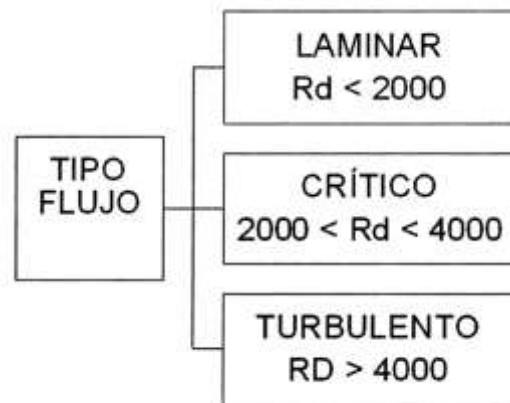 TIPO
FLUJO
LAMINAR
Rd < 2000
CRÍTICO
2000 < Rd < 4000
TURBULENTO
RD > 4000